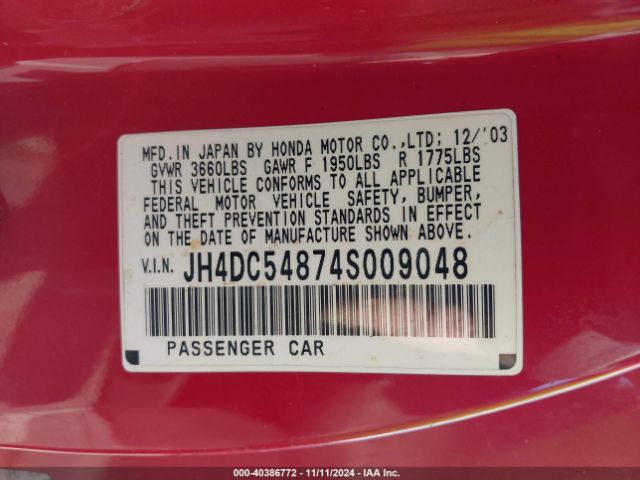 MFD.IN JAPAN BY HONDA MOTOR CO.,LTD; 12/'03
GVWR 3660LBS GAWR F 1950LBS R 1775LBS
THIS VEHICLE CONFORMS TO ALL APPLICABLE
FEDERAL MOTOR VEHICLE SAFETY, BUMPER,
AND THEFT PREVENTION STANDARDS IN EFFECT
ON THE DATE OF MANUFACTURE SHOWN ABOVE.
V.I.N. JH4DC54874S009048
PASSENGER CAR
000-40386772 - 11/11/2024 - IAA Inc.